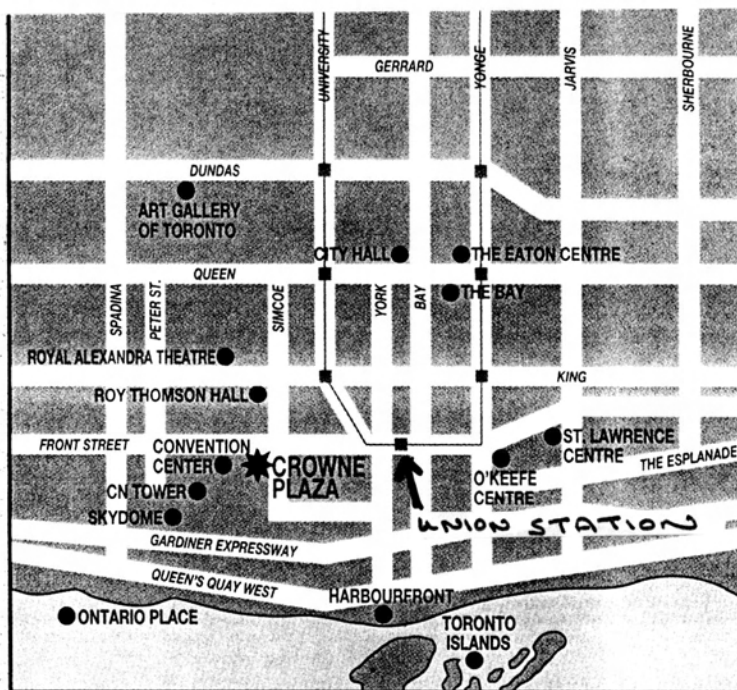 UNIVERSITY
GERRARD
YONGE
JARVIS
SHERBOURNE
DUNDAS
ART GALLERY
OF TORONTO
CITY HALL
THE EATON CENTRE
QUEEN
SPADINA
PETER ST.
SIMCOE
YORK
BAY
THE BAY
ROYAL ALEXANDRA THEATRE
KING
ROY THOMSON HALL
FRONT STREET
CONVENTION
CENTER
CROWNE
PLAZA
ST. LAWRENCE
CENTRE
O'KEEFE
CENTRE
THE ESPLANADE
CN TOWER
SKYDOME
UNION STATION
GARDINER EXPRESSWAY
QUEEN'S QUAY WEST
HARBOURFRONT
ONTARIO PLACE
TORONTO
ISLANDS